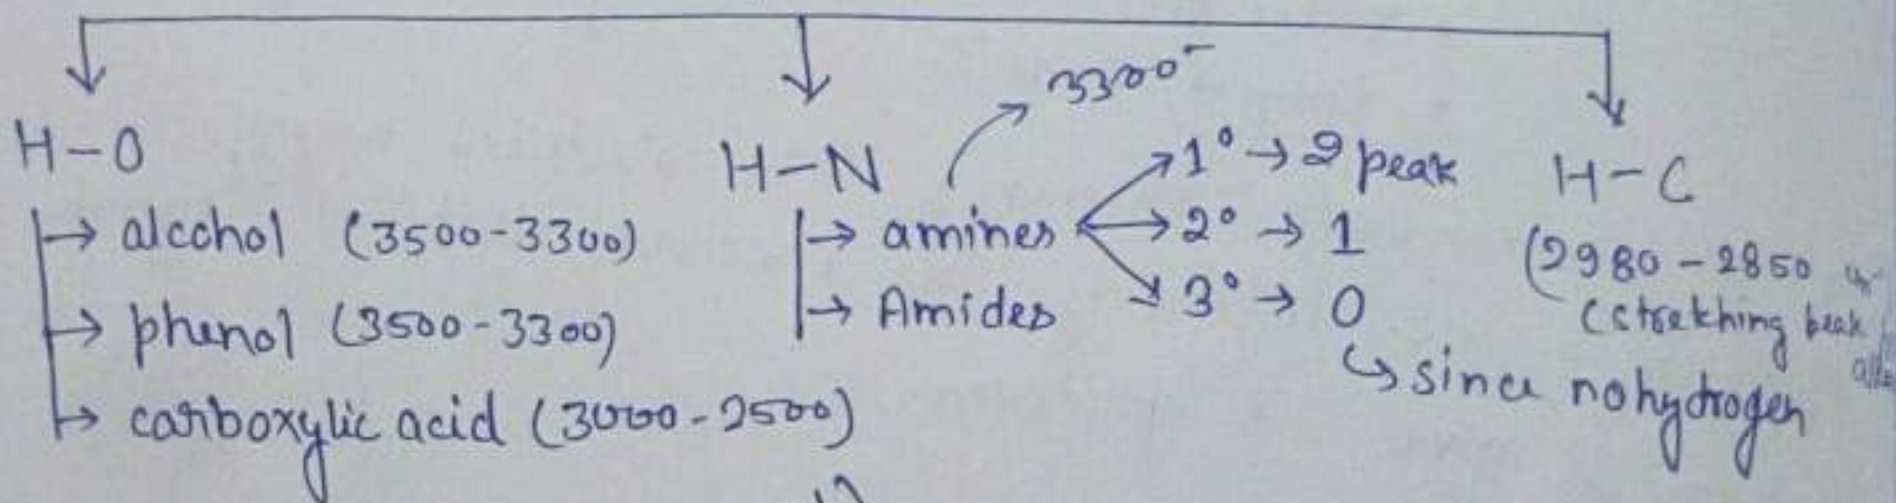 3300-
H-O
H-N
1° → 2 peak
H-C
→ alcohol (3500-3300)
→ amines
→ 2° → 1
(2980-2850
→ phenol (3500-3300)
→ Amides
3° → 0
(stretching peak
↳ since no hydrogen
→ carboxylic acid (3000-2500)